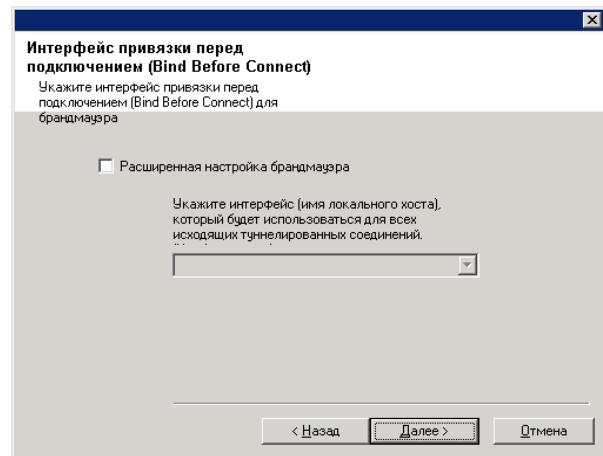 Интерфейс привязки перед
подключением (Bind Before Connect)
Укажите интерфейс привязки перед
подключением (Bind Before Connect) для
брандмауэра
Расширенная настройка брандмауэра
Укажите интерфейс (имя локального хоста),
который будет использоваться для всех
исходящих туннелированных соединений.
< Назад
Далее >
Отмена